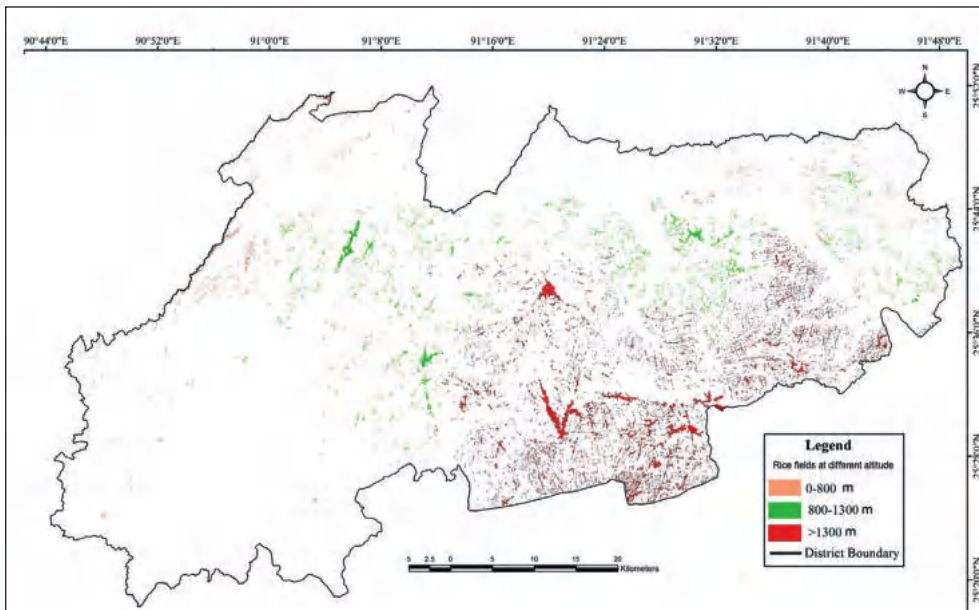 90°44'0"E 90°52'0"E 91°0'0"E 91°8'0"E 91°16'0"E 91°24'0"E 91°32'0"E 91°40'0"E 91°48'0"E
N
W E
S
Legend
Rice fields at different altitude
0-800 m
800-1300 m
>1300 m
District Boundary
5 2.5 0 5 10 15 20
Kilometers